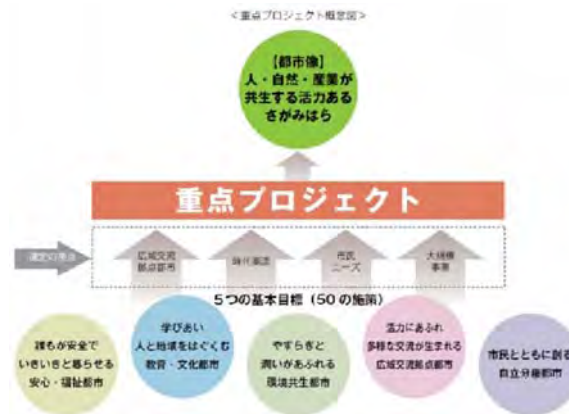 ＜重点プロジェクト概意図＞
【都市像】
人・自然・産業が
共生する活力ある
さがみはら
重点プロジェクト
選定の視点
広域交流
拠点都市
時代潮流
市民
ニーズ
大規模
事業
5つの基本目標（50の施策）
誰もが安全で
いきいきと暮らせる
安心・福祉都市
学びあい
人と地域をはぐくむ
教育・文化都市
やすらぎと
潤いがあふれる
環境共生都市
活力にあふれ
多様な交流が生まれる
広域交流拠点都市
市民とともに創る
自立分権都市